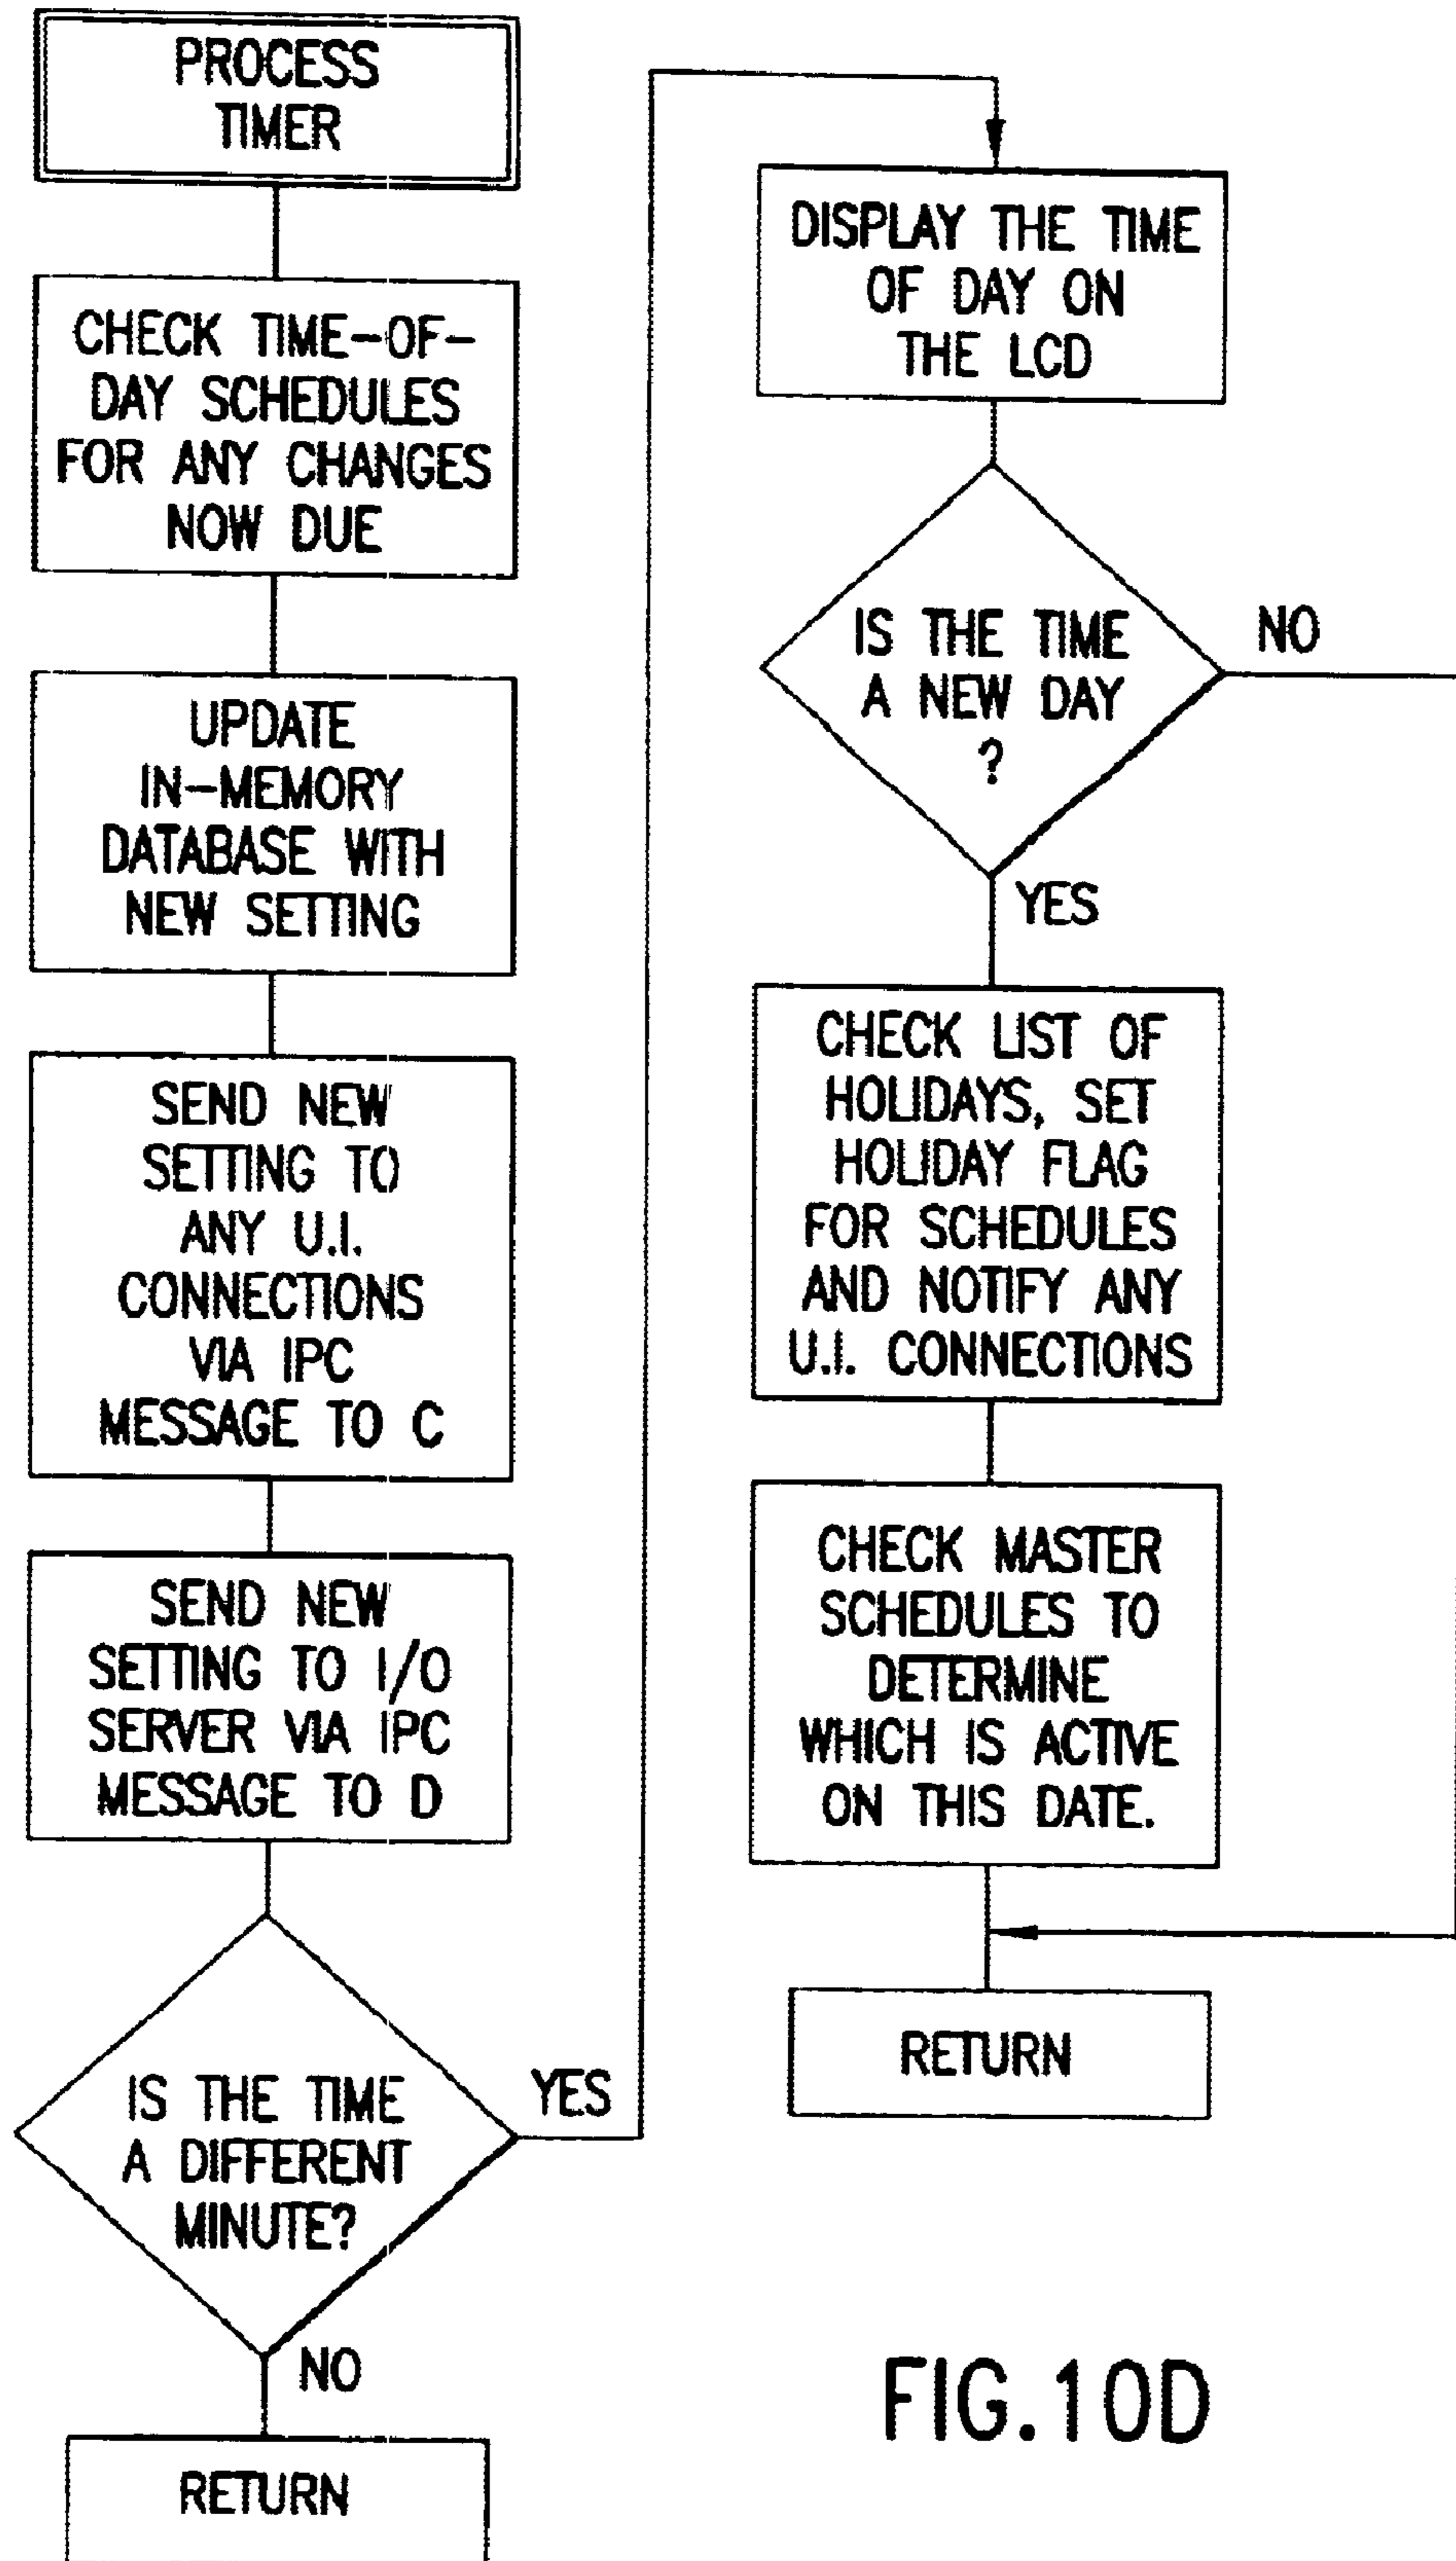 PROCESS
TIMER
CHECK TIME-OF-
DAY SCHEDULES
FOR ANY CHANGES
NOW DUE
UPDATE
IN-MEMORY
DATABASE WITH
NEW SETTING
SEND NEW
SETTING TO
ANY U.I.
CONNECTIONS
VIA IPC
MESSAGE TO C
SEND NEW
SETTING TO I/O
SERVER VIA IPC
MESSAGE TO D
IS THE TIME
A DIFFERENT
MINUTE?
YES
NO
RETURN
DISPLAY THE TIME
OF DAY ON
THE LCD
IS THE TIME
A NEW DAY
?
NO
YES
CHECK LIST OF
HOLIDAYS, SET
HOLIDAY FLAG
FOR SCHEDULES
AND NOTIFY ANY
U.I. CONNECTIONS
CHECK MASTER
SCHEDULES TO
DETERMINE
WHICH IS ACTIVE
ON THIS DATE.
RETURN
FIG.10D